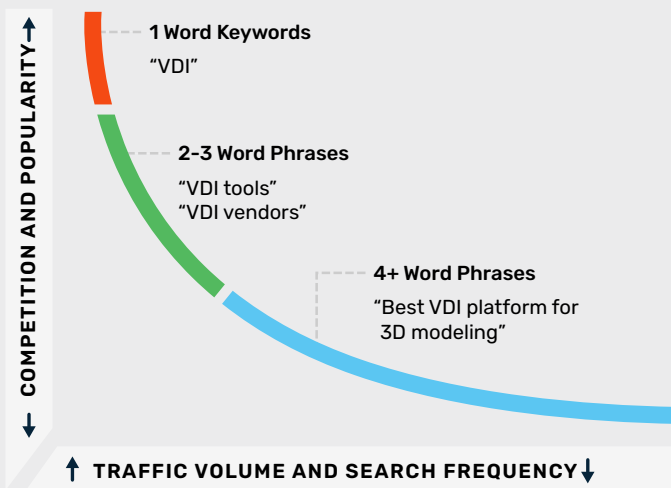 1 Word Keywords
“VDI”
2-3 Word Phrases
“VDI tools”
“VDI vendors”
4+ Word Phrases
“Best VDI platform for
3D modeling”
COMPETITION AND POPULARITY
TRAFFIC VOLUME AND SEARCH FREQUENCY